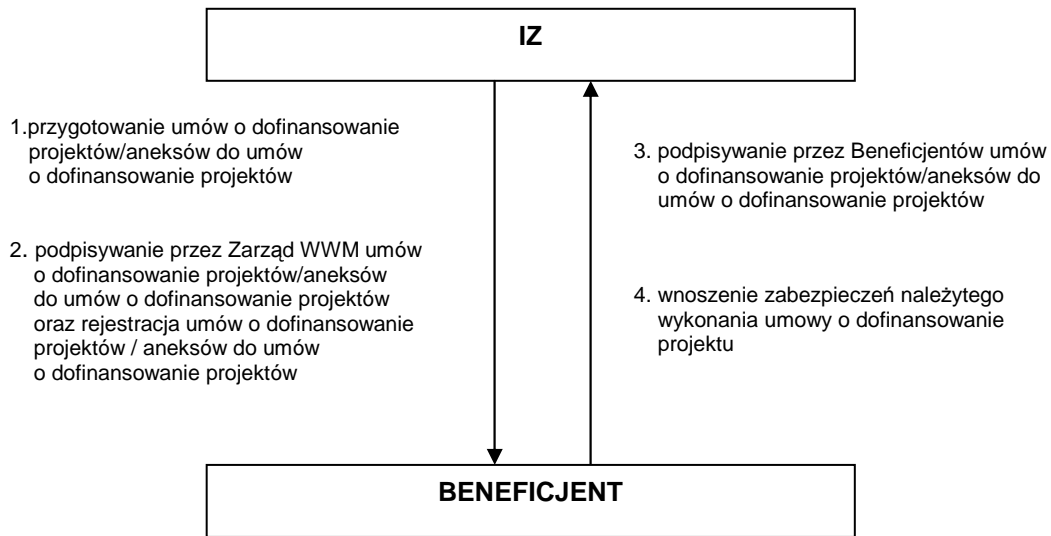 IZ
1.przygotowanie umów o dofinansowanie
projektów/aneksów do umów
o dofinansowanie projektów
2. podpisywanie przez Zarząd WWM umów
o dofinansowanie projektów/aneksów
do umów o dofinansowanie projektów
oraz rejestracja umów o dofinansowanie
projektów / aneksów do umów
o dofinansowanie projektów
3. podpisywanie przez Beneficjentów umów
o dofinansowanie projektów/aneksów do
umów o dofinansowanie projektów
4. wnoszenie zabezpieczeń należytego
wykonania umowy o dofinansowanie
projektu
BENEFICJENT